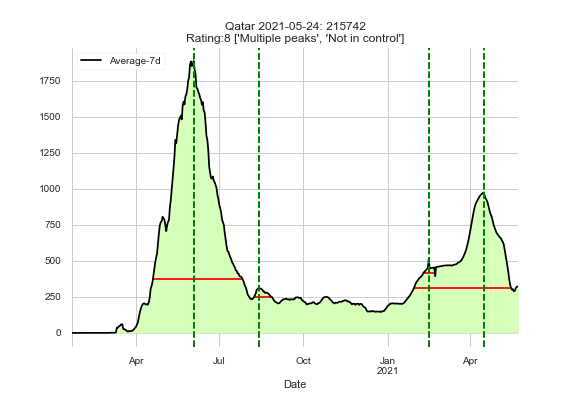 Qatar 2021-05-24: 215742
Rating:8 ['Multiple peaks', 'Not in control']
Average-7d
1750
1500
1250
1000
750
500
250
0
Apr
Jul
Oct
Jan
2021
Apr
Date